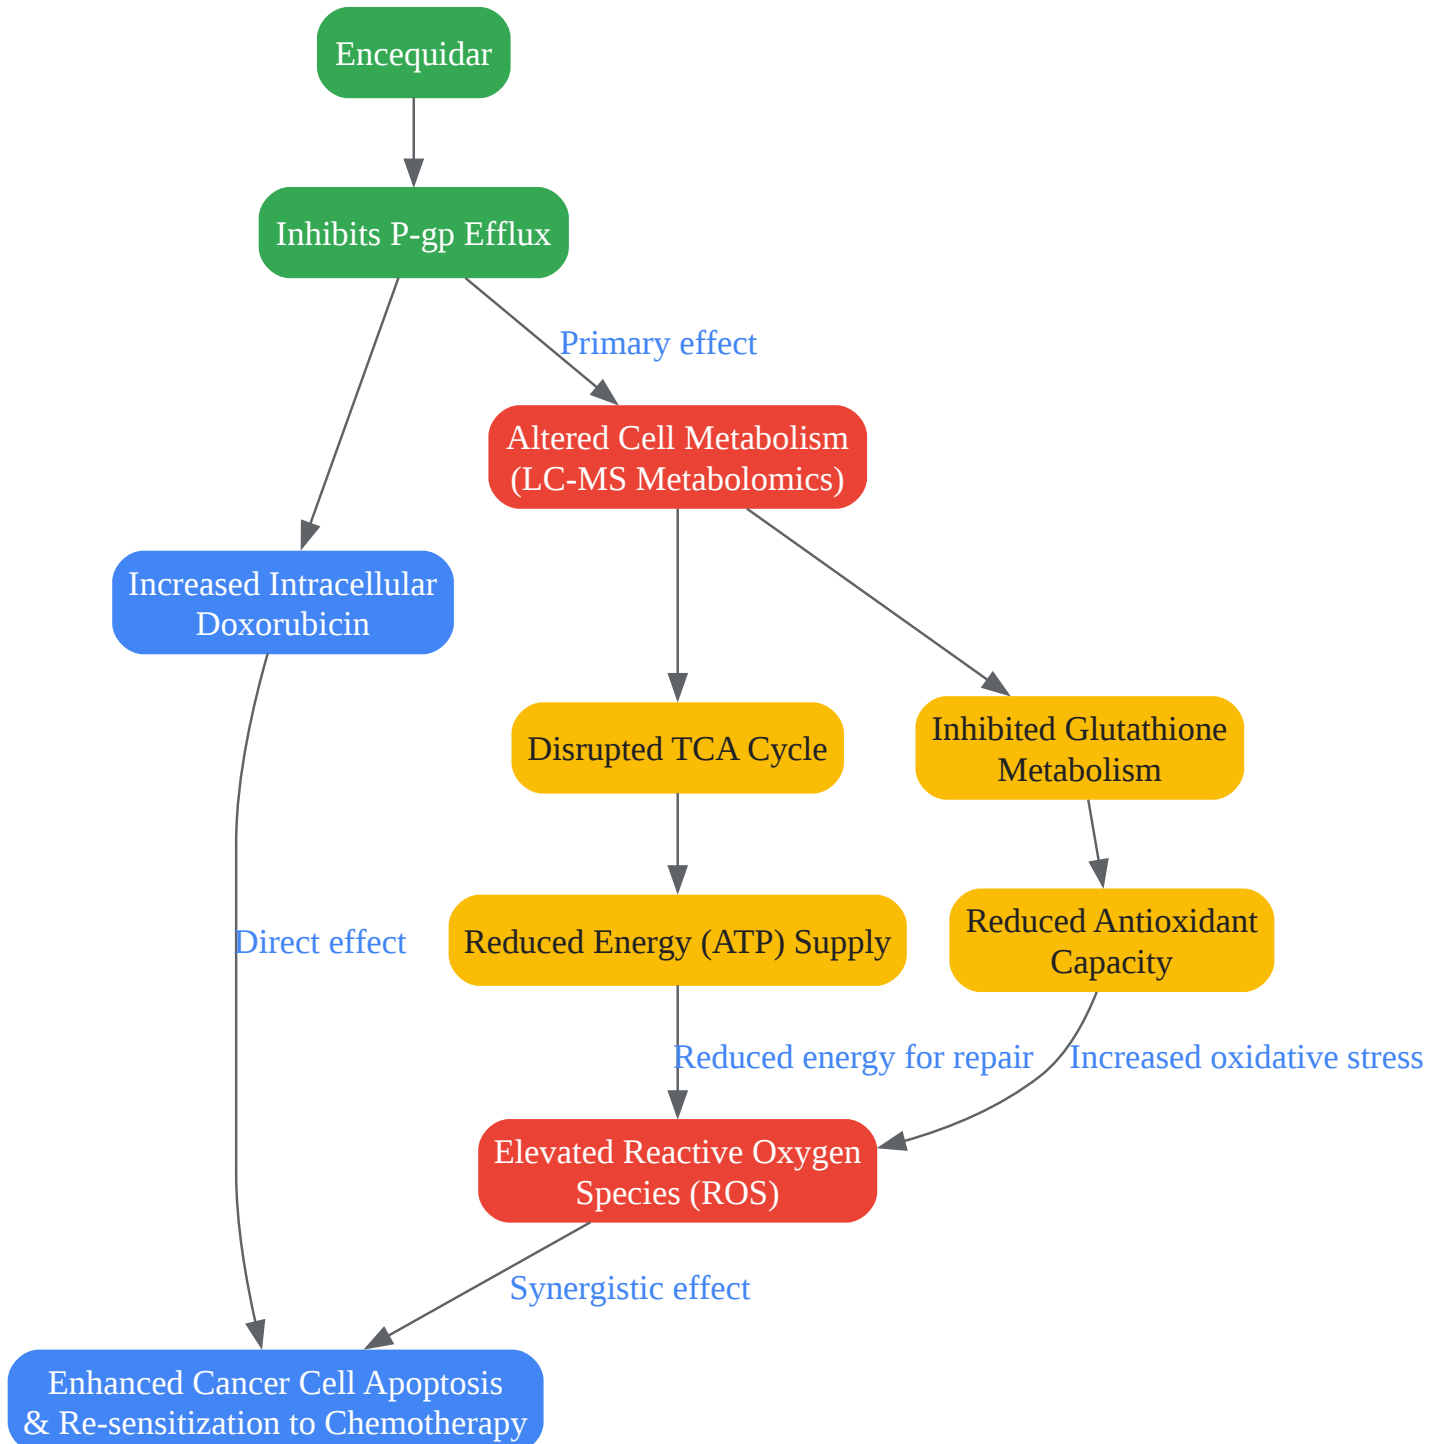 Encequidar
Inhibits P-gp Efflux
Primary effect
Altered Cell Metabolism
(LC-MS Metabolomics)
Increased Intracellular
Doxorubicin
Disrupted TCA Cycle
Inhibited Glutathione
Metabolism
Direct effect
Reduced Energy (ATP) Supply
Reduced Antioxidant
Capacity
Reduced energy for repair
Increased oxidative stress
Elevated Reactive Oxygen
Species (ROS)
Synergistic effect
Enhanced Cancer Cell Apoptosis
& Re-sensitization to Chemotherapy